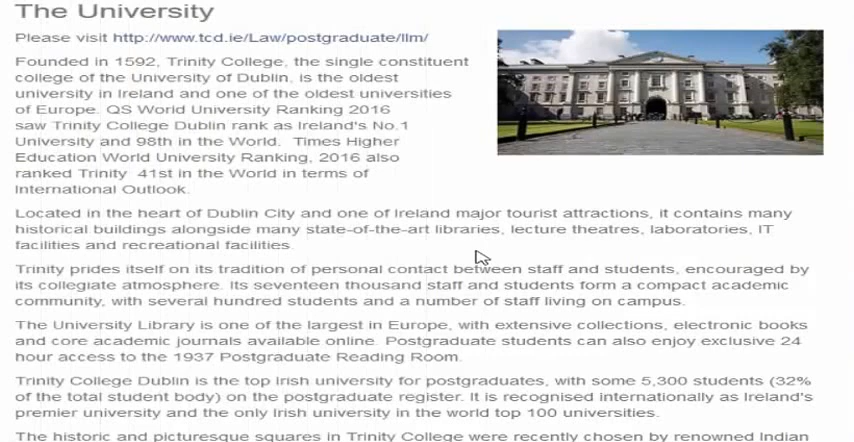 The University
Please visit http://www.tcd.ie/Law/postgraduate/llm/
Founded in 1592, Trinity College, the single constituent
college of the University of Dublin, is the oldest
university in Ireland and one of the oldest universities
of Europe. QS World University Ranking 2016
saw Trinity College Dublin rank as Ireland's No.1
University and 98th in the World. Times Higher
Education World University Ranking, 2016 also
ranked Trinity 41st in the World in terms of
International Outlook.
Located in the heart of Dublin City and one of Ireland major tourist attractions, it contains many
historical buildings alongside many state-of-the-art libraries, lecture theatres, laboratories, IT
facilities and recreational facilities.
Trinity prides itself on its tradition of personal contact between staff and students, encouraged by
its collegiate atmosphere. Its seventeen thousand staff and students form a compact academic
community, with several hundred students and a number of staff living on campus.
The University Library is one of the largest in Europe, with extensive collections, electronic books
and core academic journals available online. Postgraduate students can also enjoy exclusive 24
hour access to the 1937 Postgraduate Reading Room.
Trinity College Dublin is the top Irish university for postgraduates, with some 5,300 students (32%
of the total student body) on the postgraduate register. It is recognised internationally as Ireland's
premier university and the only Irish university in the world top 100 universities.
The historic and picturesque squares in Trinity College were recently chosen by renowned Indian